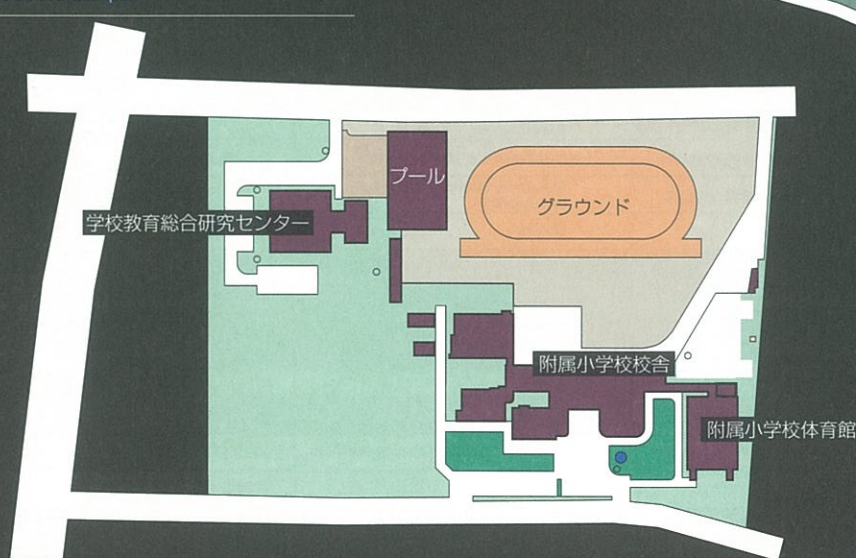 プール
グラウンド
学校教育総合研究センター
附属小学校校舎
附属小学校体育館